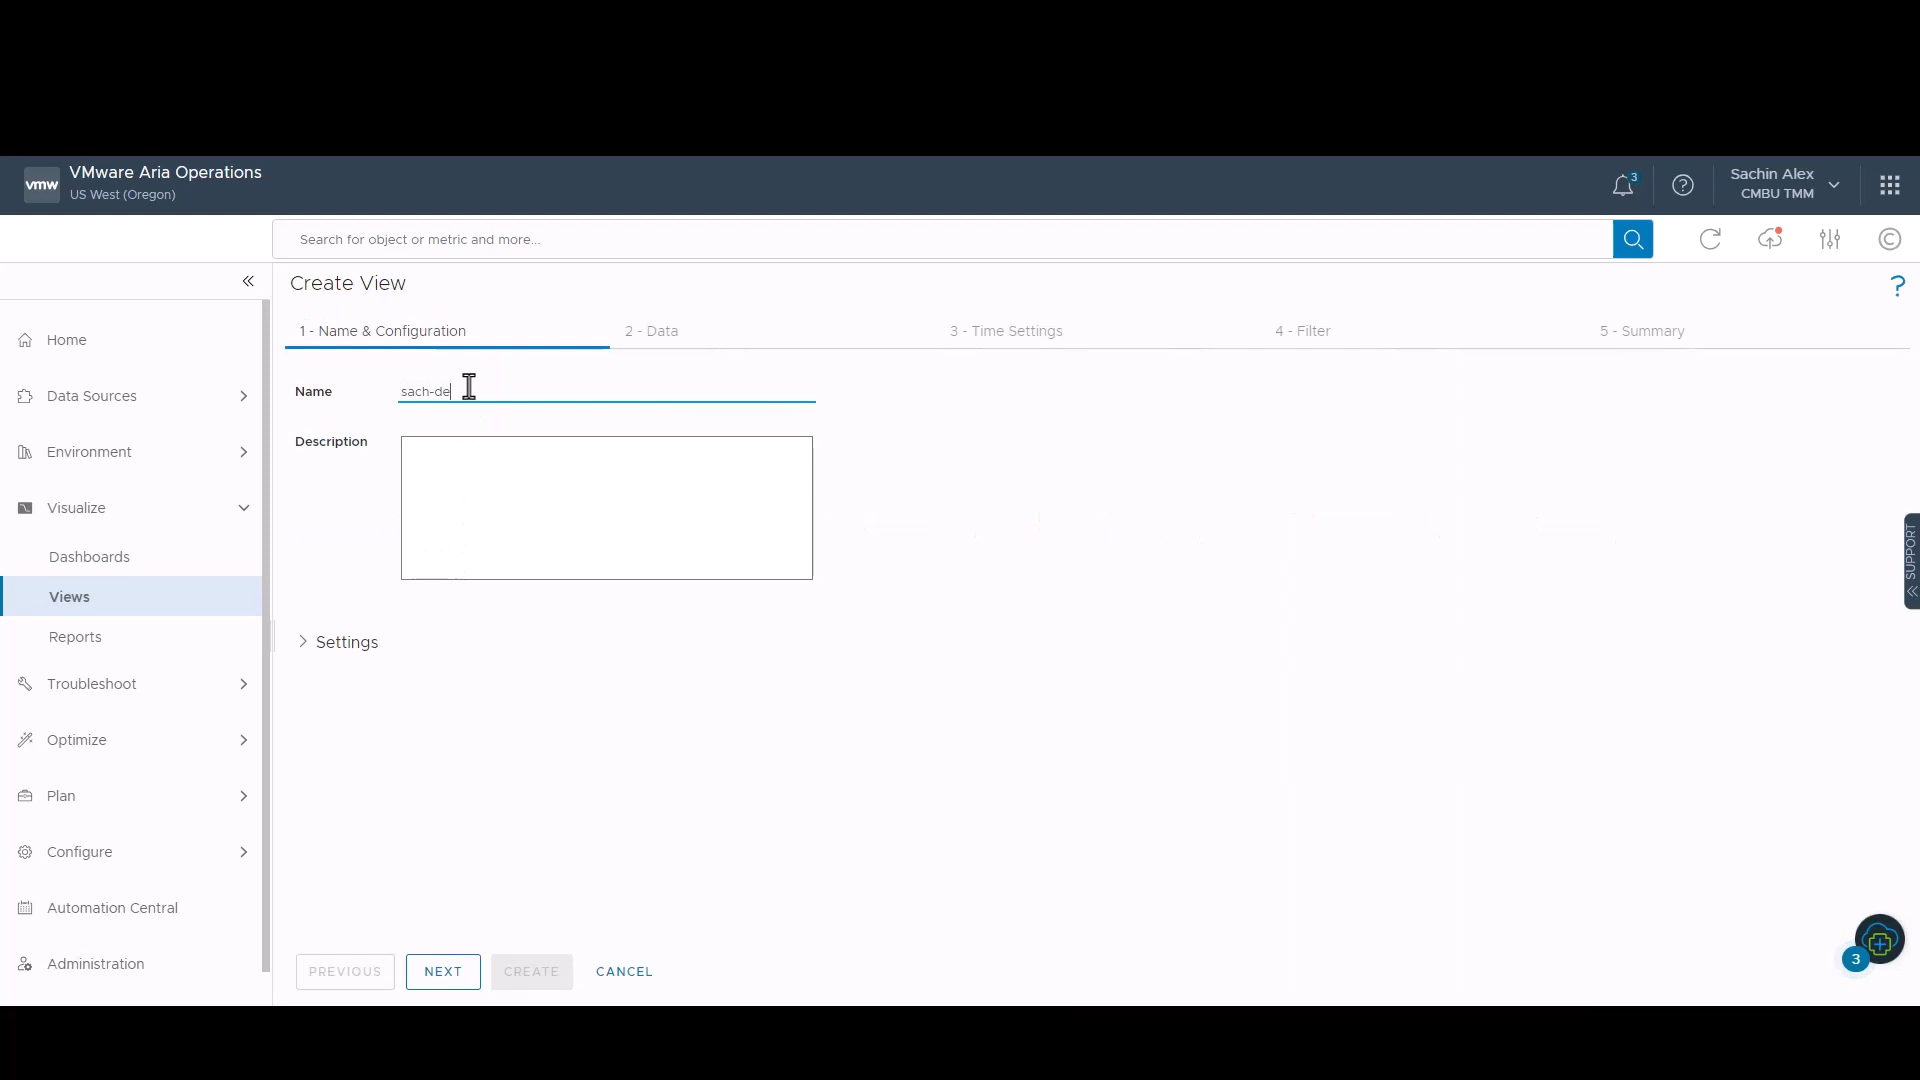 vmw
VMware Aria Operations
US West (Oregon)
3
Sachin Alex
CMBU TMM
Search for object or metric and more...
Create View
?
1 - Name & Configuration
2 - Data
3 - Time Settings
4 - Filter
5 - Summary
Home
Data Sources
Environment
Visualize
Dashboards
Views
Reports
Troubleshoot
Optimize
Plan
Configure
Automation Central
Administration
Name
sach-de
Description
Settings
SUPPORT
PREVIOUS
NEXT
CREATE
CANCEL
3